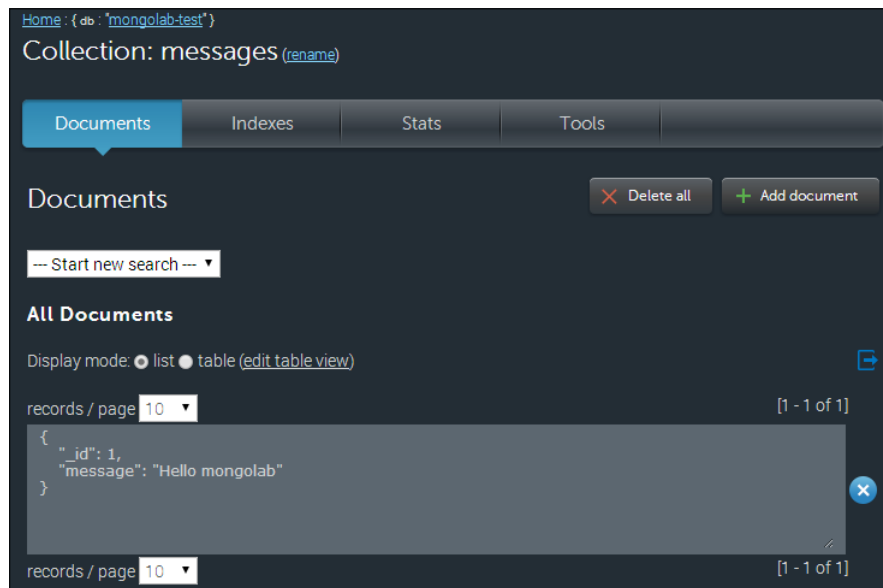 Home : { db : "mongolab-test" }
Collection: messages (rename)
Documents Indexes Stats Tools
Documents
Delete all
Add document
--- Start new search ---
All Documents
Display mode: list table (edit table view)
records / page 10 [1 - 1 of 1]
{
"_id": 1,
"message": "Hello mongolab"
}
records / page 10 [1 - 1 of 1]